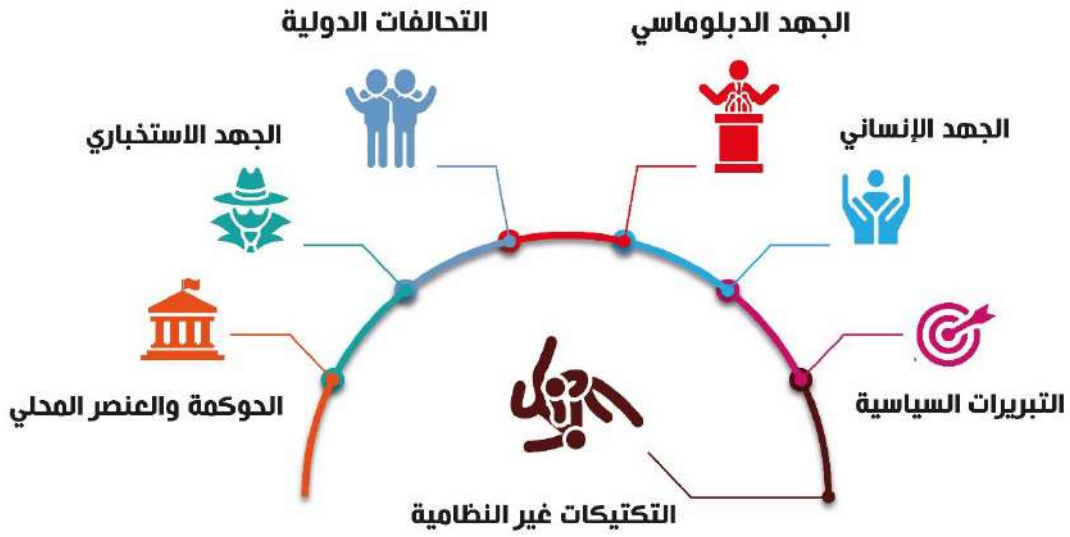 الجهد الدبلوماسي
التحالفات الدولية
الجهد الإنساني
الجهد الاستخباري
التبريرات السياسية
الحوكمة والعنصر المحلي
التكتيكات غير النظامية